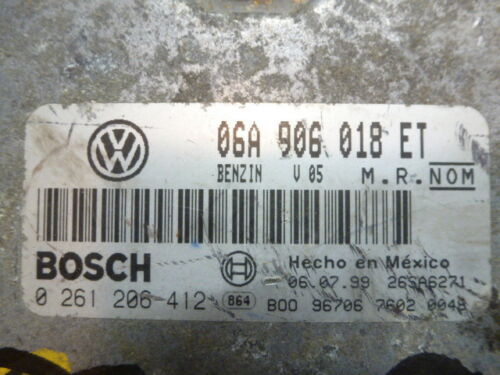 06A 906 018 ET
BENZIN V 05 M.R.NOM
BOSCH
Hecho en México
06.07.99 26SA6271
0 261 206 412
864
B00 96706 7602 0048